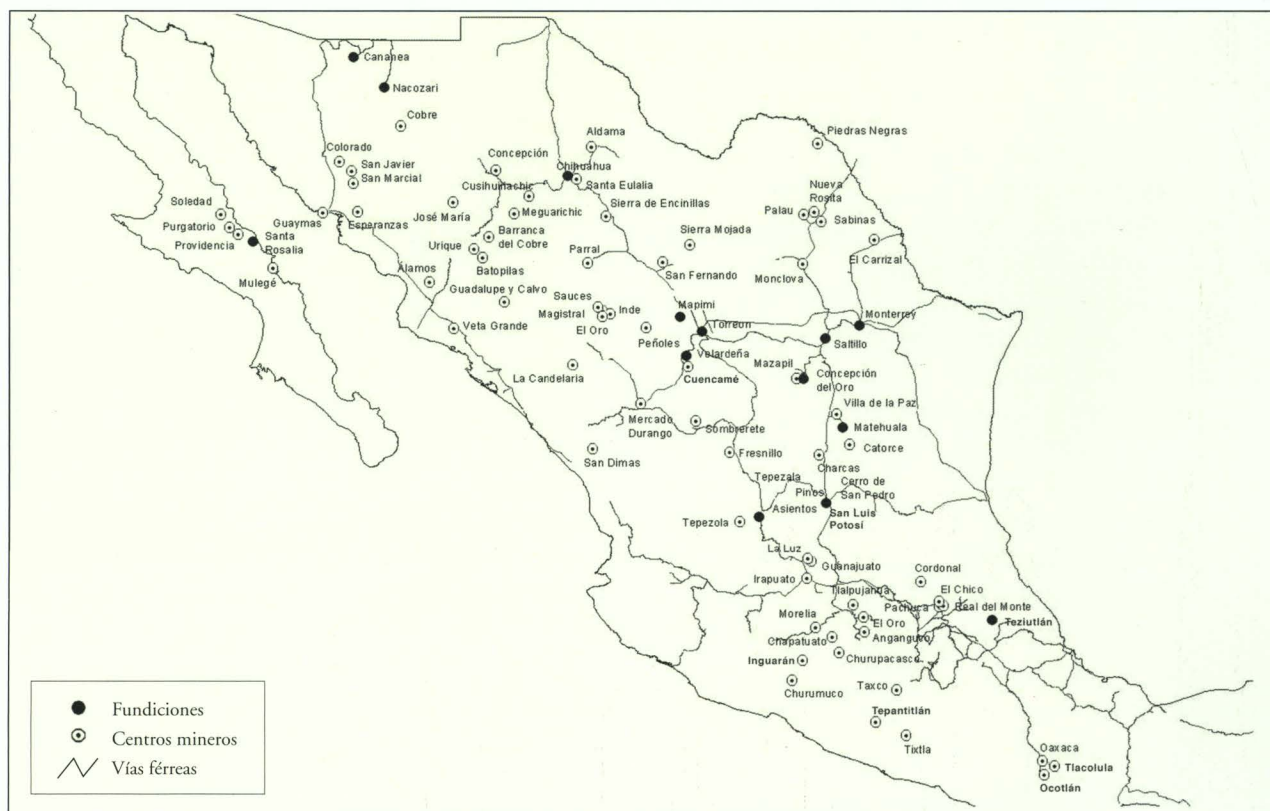 Cananea
Nacozari
Cobre
Piedras Negras
Aldama
Colorado
Concepción
Chihuahua
San Javier
San Marcial
Cusihuiriachic
Santa Eulalia
Nueva
Rosita
Soledad
José María
Meguarichic
Sierra de Encinillas
Palau
Sabinas
Purgatorio
Guaymas
Esperanzas
Providencia
Santa
Rosalia
Barranca
del Cobre
Sierra Mojada
Urique
Parral
El Carrizal
Batopilas
San Fernando
Monclova
Mulegé
Álamos
Guadalupe y Calvo
Sauces
Inde
Mapimi
Magistral
Monterrey
El Oro
Torreón
Veta Grande
Peñoles
Saltillo
Velardeña
Mazapil
La Candelaria
Cuencamé
Concepción
del Oro
Villa de la Paz
Mercado
Durango
Sombrerete
Matehuala
Catorce
San Dimas
Fresnillo
Charcas
Tepezala
Pinos
Cerro de
San Pedro
Asientos
San Luis
Potosí
Tepezola
La Luz
Guanajuato
Cordonal
Irapuato
Tlalpujahua
El Chico
Pachuca
Real del Monte
Morelia
El Oro
Teziutlán
Chapatuato
Angangueo
Inguarán
Churupacasco
Churumuco
Taxco
Tepantitlán
Tixtla
Oaxaca
Tlacolula
Ocotlán
Fundiciones
Centros mineros
Vías férreas